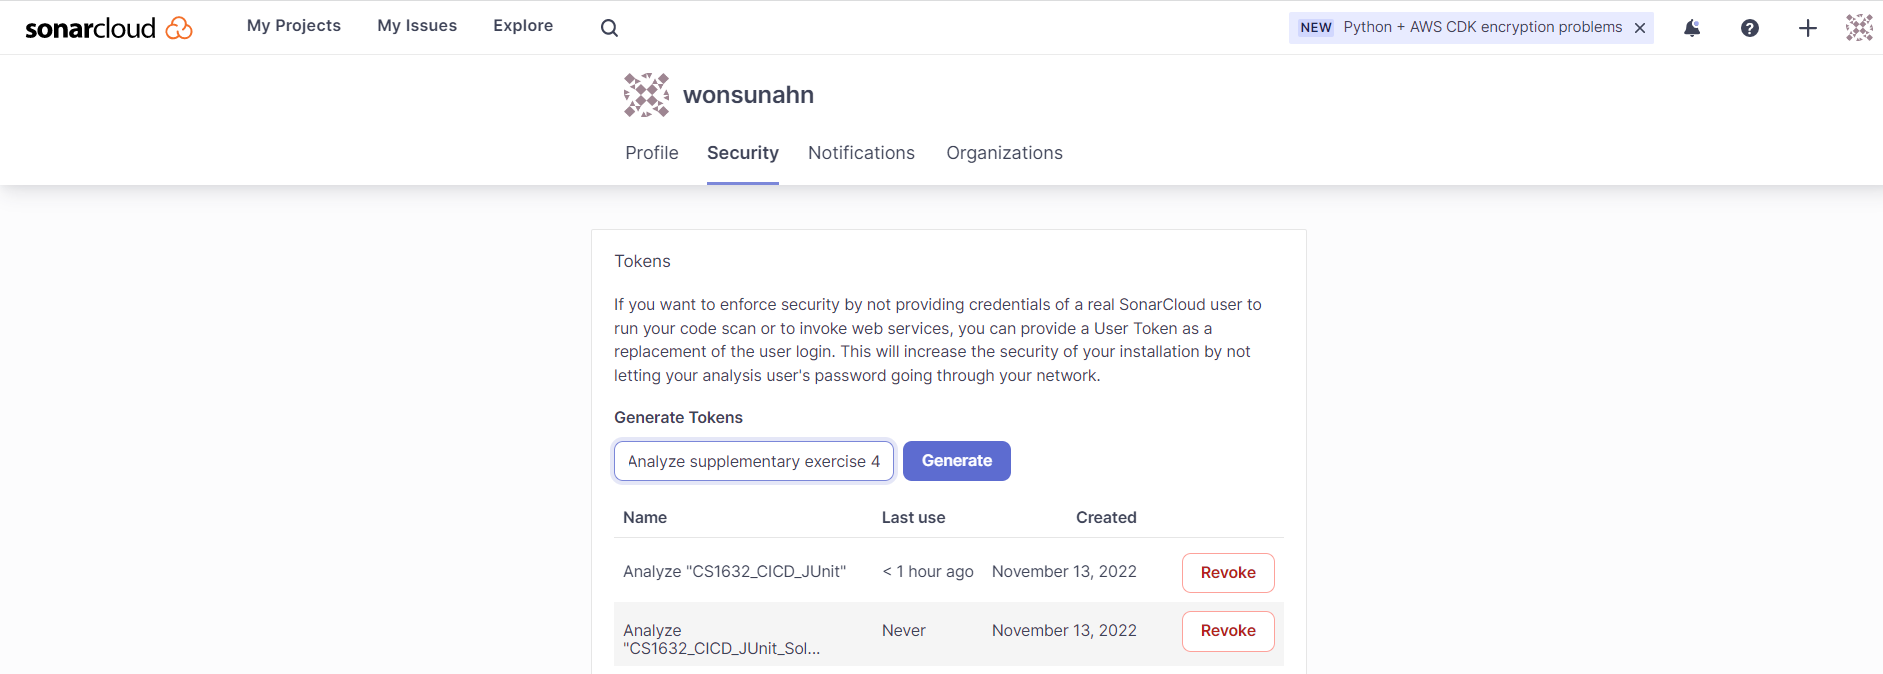 sonarcloud My Projects My Issues Explore NEW Python + AWS CDK encryption problems
wonsunahn
Profile Security Notifications Organizations
Tokens
If you want to enforce security by not providing credentials of a real SonarCloud user to
run your code scan or to invoke web services, you can provide a User Token as a
replacement of the user login. This will increase the security of your installation by not
letting your analysis user's password going through your network.
Generate Tokens
Analyze supplementary exercise 4 Generate
Name Last use Created
Analyze "CS1632_CICD_JUnit" < 1 hour ago November 13, 2022 Revoke
Analyze Never November 13, 2022 Revoke
"CS1632_CICD_JUnit_Sol...